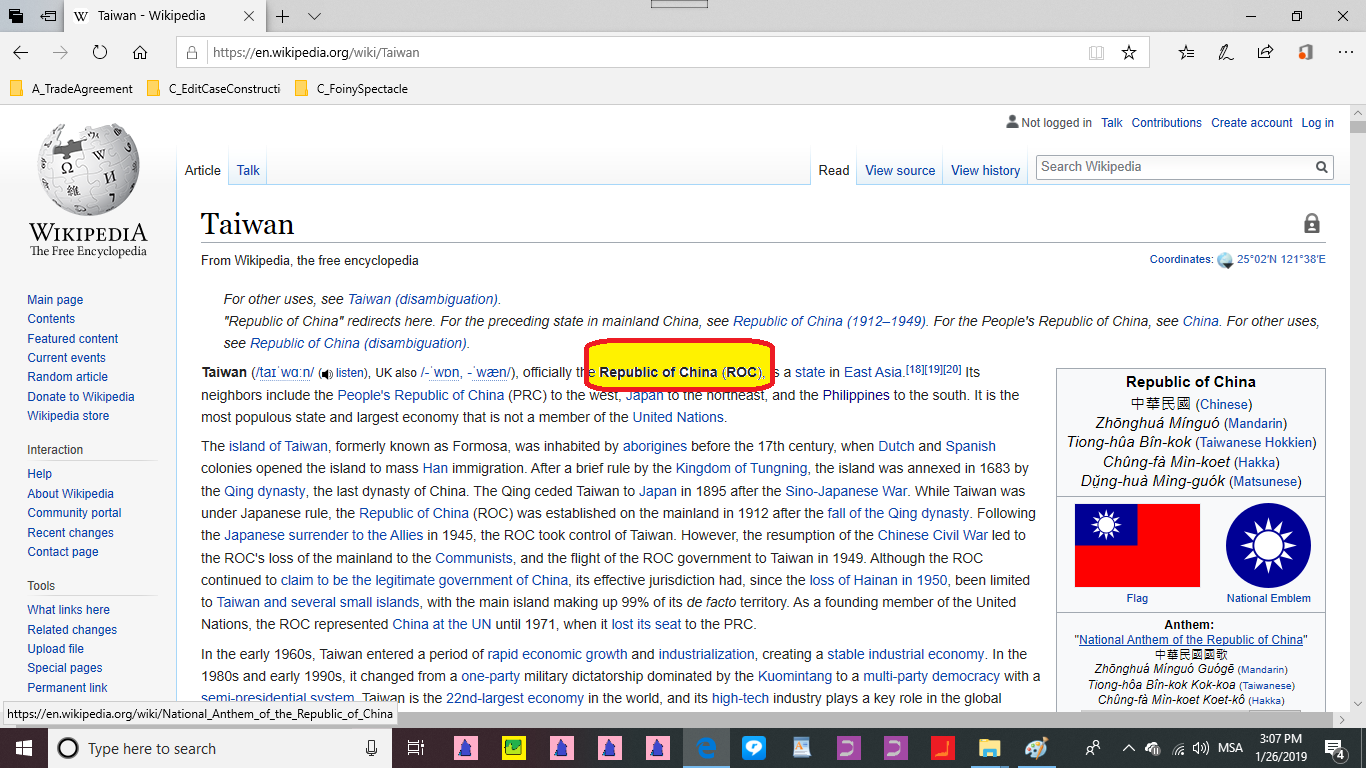 Taiwan - Wikipedia
https://en.wikipedia.org/wiki/Taiwan
A_TradeAgreement C_EditCaseConstructi C_FoinySpectacle
Not logged in Talk Contributions Create account Log in
Article Talk Read View source View history Search Wikipedia
WIKIPEDIA
The Free Encyclopedia
Main page
Contents
Featured content
Current events
Random article
Donate to Wikipedia
Wikipedia store
Interaction
Help
About Wikipedia
Community portal
Recent changes
Contact page
Tools
What links here
Related changes
Upload file
Special pages
Permanent link
Taiwan
From Wikipedia, the free encyclopedia
Coordinates: 25°02′N 121°38′E
For other uses, see Taiwan (disambiguation).
"Republic of China" redirects here. For the preceding state in mainland China, see Republic of China (1912–1949). For the People's Republic of China, see China. For other uses,
see Republic of China (disambiguation).
Taiwan (/taɪˈwɑːn/ (listen), UK also /-ˈwɒn, -ˈwæn/), officially the Republic of China (ROC), is a state in East Asia.[18][19][20] Its
neighbors include the People's Republic of China (PRC) to the west, Japan to the northeast, and the Philippines to the south. It is the
most populous state and largest economy that is not a member of the United Nations.
The island of Taiwan, formerly known as Formosa, was inhabited by aborigines before the 17th century, when Dutch and Spanish
colonies opened the island to mass Han immigration. After a brief rule by the Kingdom of Tungning, the island was annexed in 1683 by
the Qing dynasty, the last dynasty of China. The Qing ceded Taiwan to Japan in 1895 after the Sino-Japanese War. While Taiwan was
under Japanese rule, the Republic of China (ROC) was established on the mainland in 1912 after the fall of the Qing dynasty. Following
the Japanese surrender to the Allies in 1945, the ROC took control of Taiwan. However, the resumption of the Chinese Civil War led to
the ROC's loss of the mainland to the Communists, and the flight of the ROC government to Taiwan in 1949. Although the ROC
continued to claim to be the legitimate government of China, its effective jurisdiction had, since the loss of Hainan in 1950, been limited
to Taiwan and several small islands, with the main island making up 99% of its de facto territory. As a founding member of the United
Nations, the ROC represented China at the UN until 1971, when it lost its seat to the PRC.
In the early 1960s, Taiwan entered a period of rapid economic growth and industrialization, creating a stable industrial economy. In the
1980s and early 1990s, it changed from a one-party military dictatorship dominated by the Kuomintang to a multi-party democracy with a
semi-presidential system. Taiwan is the 22nd-largest economy in the world, and its high-tech industry plays a key role in the global
Republic of China
中華民國 (Chinese)
Zhōnghuá Mínguó (Mandarin)
Tiong-hûa Bîn-kok (Taiwanese Hokkien)
Chûng-fà Mìn-koet (Hakka)
Dṳ̆ng-huà Mìng-guók (Matsunese)
Flag National Emblem
Anthem:
"National Anthem of the Republic of China"
中華民國國歌
Zhōnghuá Mínguó Guógē (Mandarin)
Tiong-hôa Bîn-kok Kok-koa (Taiwanese)
Chûng-fà Mìn-koet Koet-kô (Hakka)
https://en.wikipedia.org/wiki/National_Anthem_of_the_Republic_of_China
Type here to search
MSA
3:07 PM
1/26/2019
4